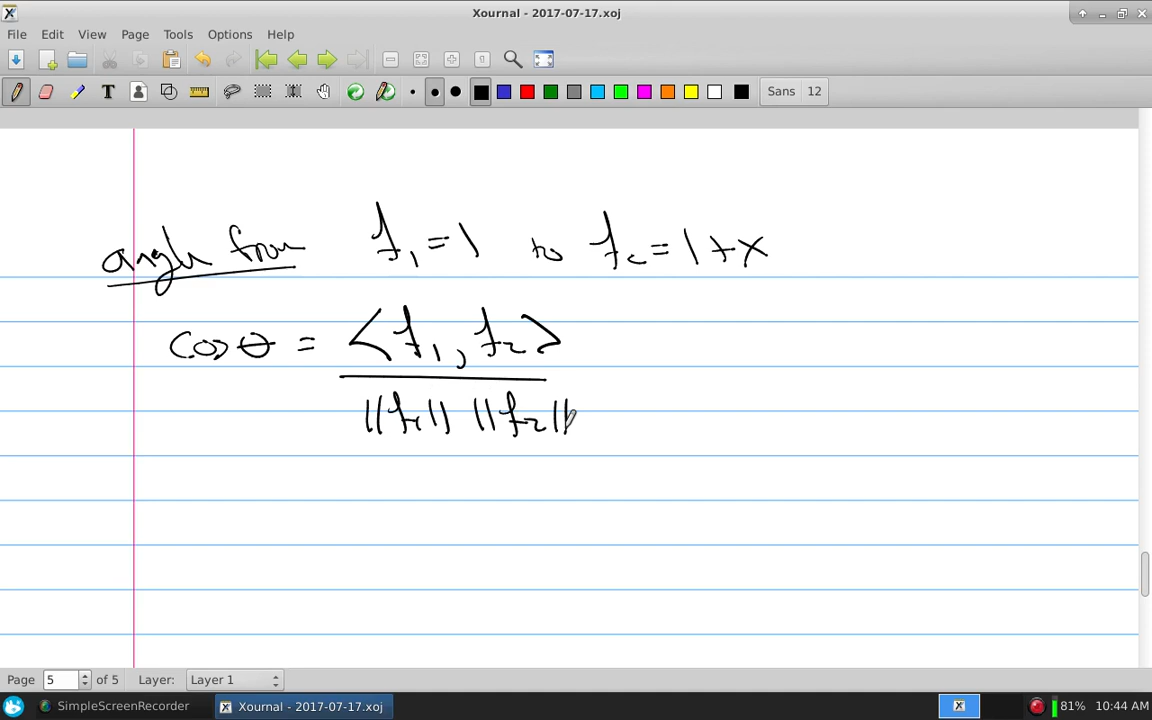 Xournal - 2017-07-17.xoj
File Edit View Page Tools Options Help
Sans 12
angle from f₁ = 1 to f₂ = 1 + x
cos θ = <f₁, f₂>
||f₁|| ||f₂||
Page 5 of 5 Layer: Layer 1
SimpleScreenRecorder Xournal - 2017-07-17.xoj 81% 10:44 AM